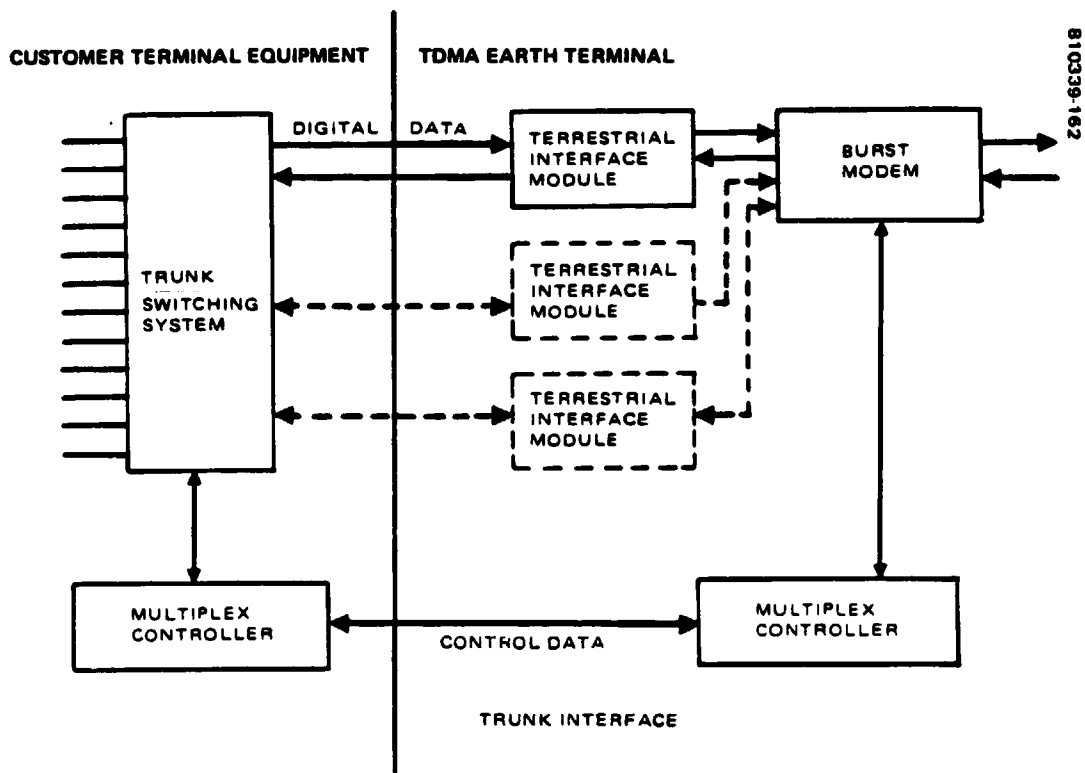 CUSTOMER TERMINAL EQUIPMENT
TDMA EARTH TERMINAL
810339-162
DIGITAL DATA
TERRESTRIAL
INTERFACE
MODULE
BURST
MODEM
TRUNK
SWITCHING
SYSTEM
TERRESTRIAL
INTERFACE
MODULE
TERRESTRIAL
INTERFACE
MODULE
MULTIPLEX
CONTROLLER
CONTROL DATA
MULTIPLEX
CONTROLLER
TRUNK INTERFACE